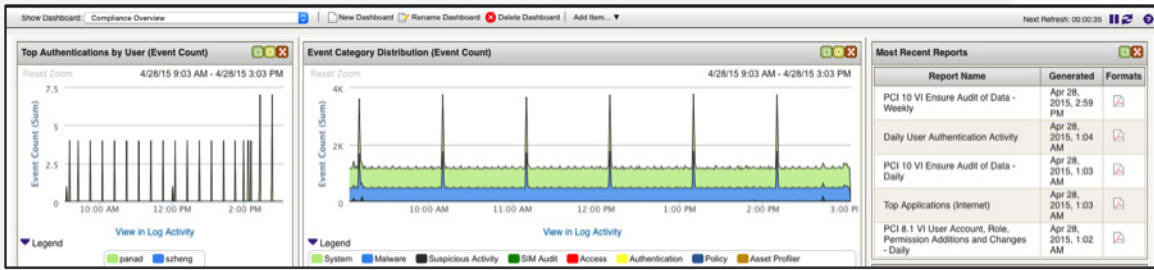 Show Dashboard: Compliance Overview New Dashboard Rename Dashboard Delete Dashboard Add Item... ▼ Next Refresh: 00:00:35
Top Authentications by User (Event Count)
Reset Zoom 4/28/15 9:03 AM - 4/28/15 3:03 PM
Event Count (Sum)
7.5
5
2.5
0
10:00 AM 12:00 PM 2:00 PM
View in Log Activity
Legend
panad szheng
Event Category Distribution (Event Count)
Reset Zoom 4/28/15 9:03 AM - 4/28/15 3:03 PM
Event Count (Sum)
4K
2K
0
10:00 AM 11:00 AM 12:00 PM 1:00 PM 2:00 PM 3:00 P
View in Log Activity
Legend
System Malware Suspicious Activity SIM Audit Access Authentication Policy Asset Profiler
Most Recent Reports
Report Name Generated Formats
PCI 10 VI Ensure Audit of Data -
Weekly
Apr 28,
2015, 2:59
PM
Daily User Authentication Activity
Apr 28,
2015, 1:04
AM
PCI 10 VI Ensure Audit of Data -
Daily
Apr 28,
2015, 1:03
AM
Top Applications (Internet)
Apr 28,
2015, 1:03
AM
PCI 8.1 VI User Account, Role,
Permission Additions and Changes
- Daily
Apr 28,
2015, 1:02
AM